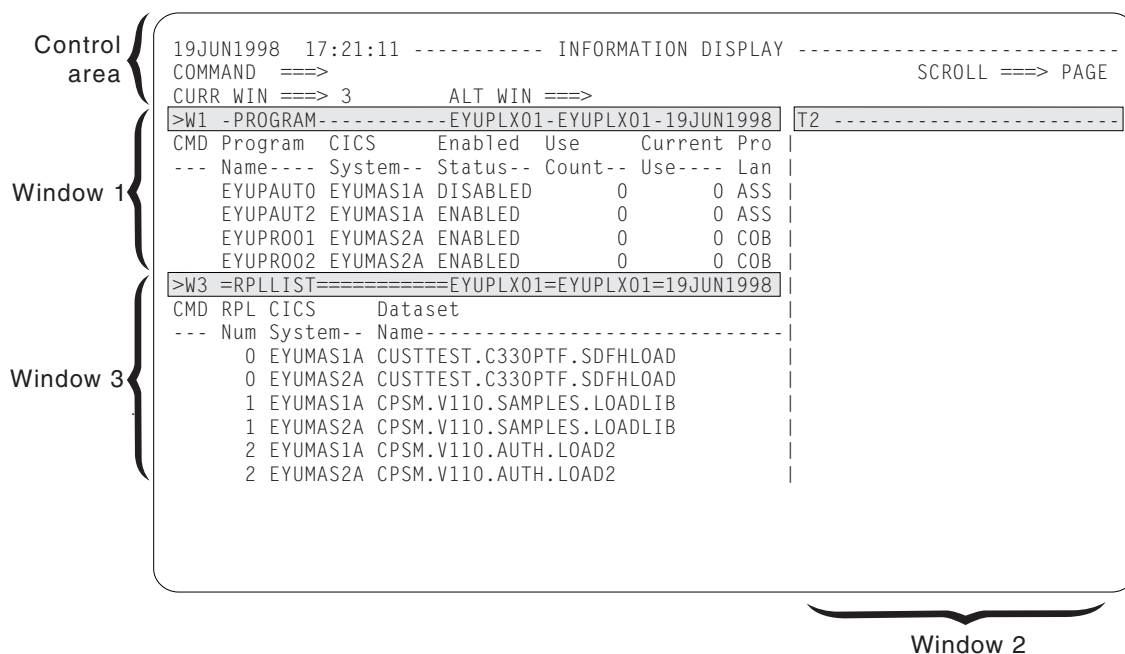 Control
area
19JUN1998  17:21:11 ----------- INFORMATION DISPLAY ---------------------------
COMMAND  ===>                                                 SCROLL ===> PAGE
CURR WIN ===> 3        ALT WIN ===>
Window 1
>W1 -PROGRAM-----------EYUPLX01-EYUPLX01-19JUN1998 T2 ------------------------
CMD Program  CICS     Enabled  Use     Current Pro |
--- Name---- System-- Status-- Count-- Use---- Lan |
    EYUPAUTO EYUMAS1A DISABLED       0       0 ASS |
    EYUPAUT2 EYUMAS1A ENABLED        0       0 ASS |
    EYUPRO01 EYUMAS2A ENABLED        0       0 COB |
    EYUPRO02 EYUMAS2A ENABLED        0       0 COB |
Window 3
>W3 =RPLLIST===========EYUPLX01=EYUPLX01=19JUN1998 |
CMD RPL CICS     Dataset                           |
--- Num System-- Name------------------------------|
      0 EYUMAS1A CUSTTEST.C330PTF.SDFHLOAD         |
      0 EYUMAS2A CUSTTEST.C330PTF.SDFHLOAD         |
      1 EYUMAS1A CPSM.V110.SAMPLES.LOADLIB         |
      1 EYUMAS2A CPSM.V110.SAMPLES.LOADLIB         |
      2 EYUMAS1A CPSM.V110.AUTH.LOAD2              |
      2 EYUMAS2A CPSM.V110.AUTH.LOAD2              |
Window 2